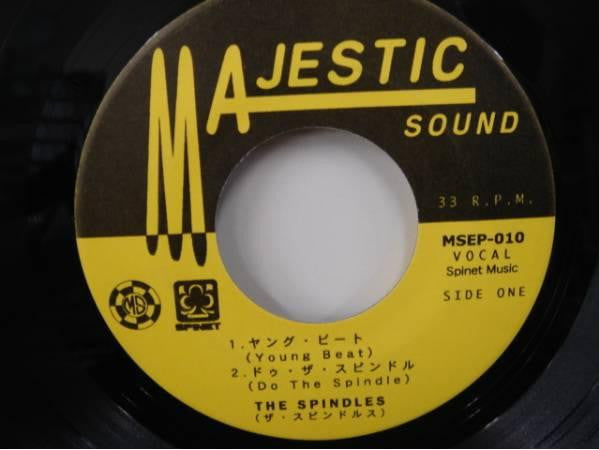 MAJESTIC
SOUND
33 R.P.M.
MSEP-010
VOCAL
Spinet Music
SIDE ONE
MS
SPINET
1.ヤング・ビート
(Young Beat)
2.ドゥ・ザ・スピンドル
(Do The Spindle)
THE SPINDLES
(ザ・スピンドルス)